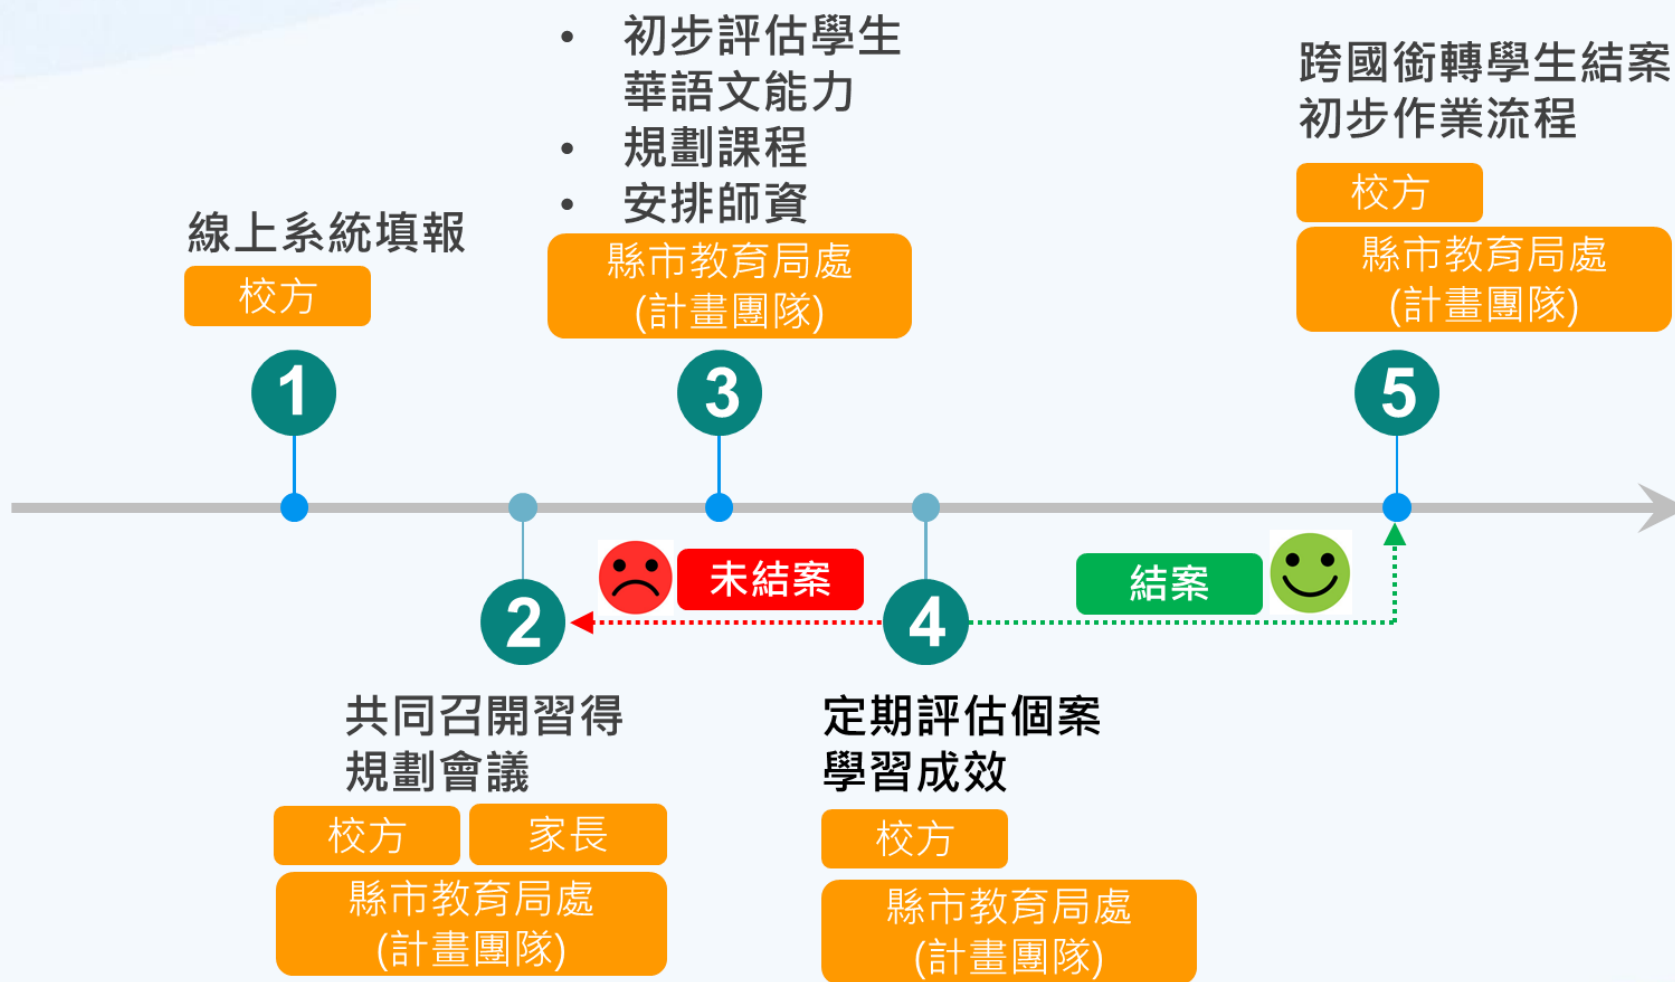 線上系統填報
校方
1
• 初步評估學生
華語文能力
• 規劃課程
• 安排師資
縣市教育局處
(計畫團隊)
3
跨國銜轉學生結案
初步作業流程
校方
縣市教育局處
(計畫團隊)
5
未結案
結案
2
共同召開習得
規劃會議
校方
家長
縣市教育局處
(計畫團隊)
4
定期評估個案
學習成效
校方
縣市教育局處
(計畫團隊)